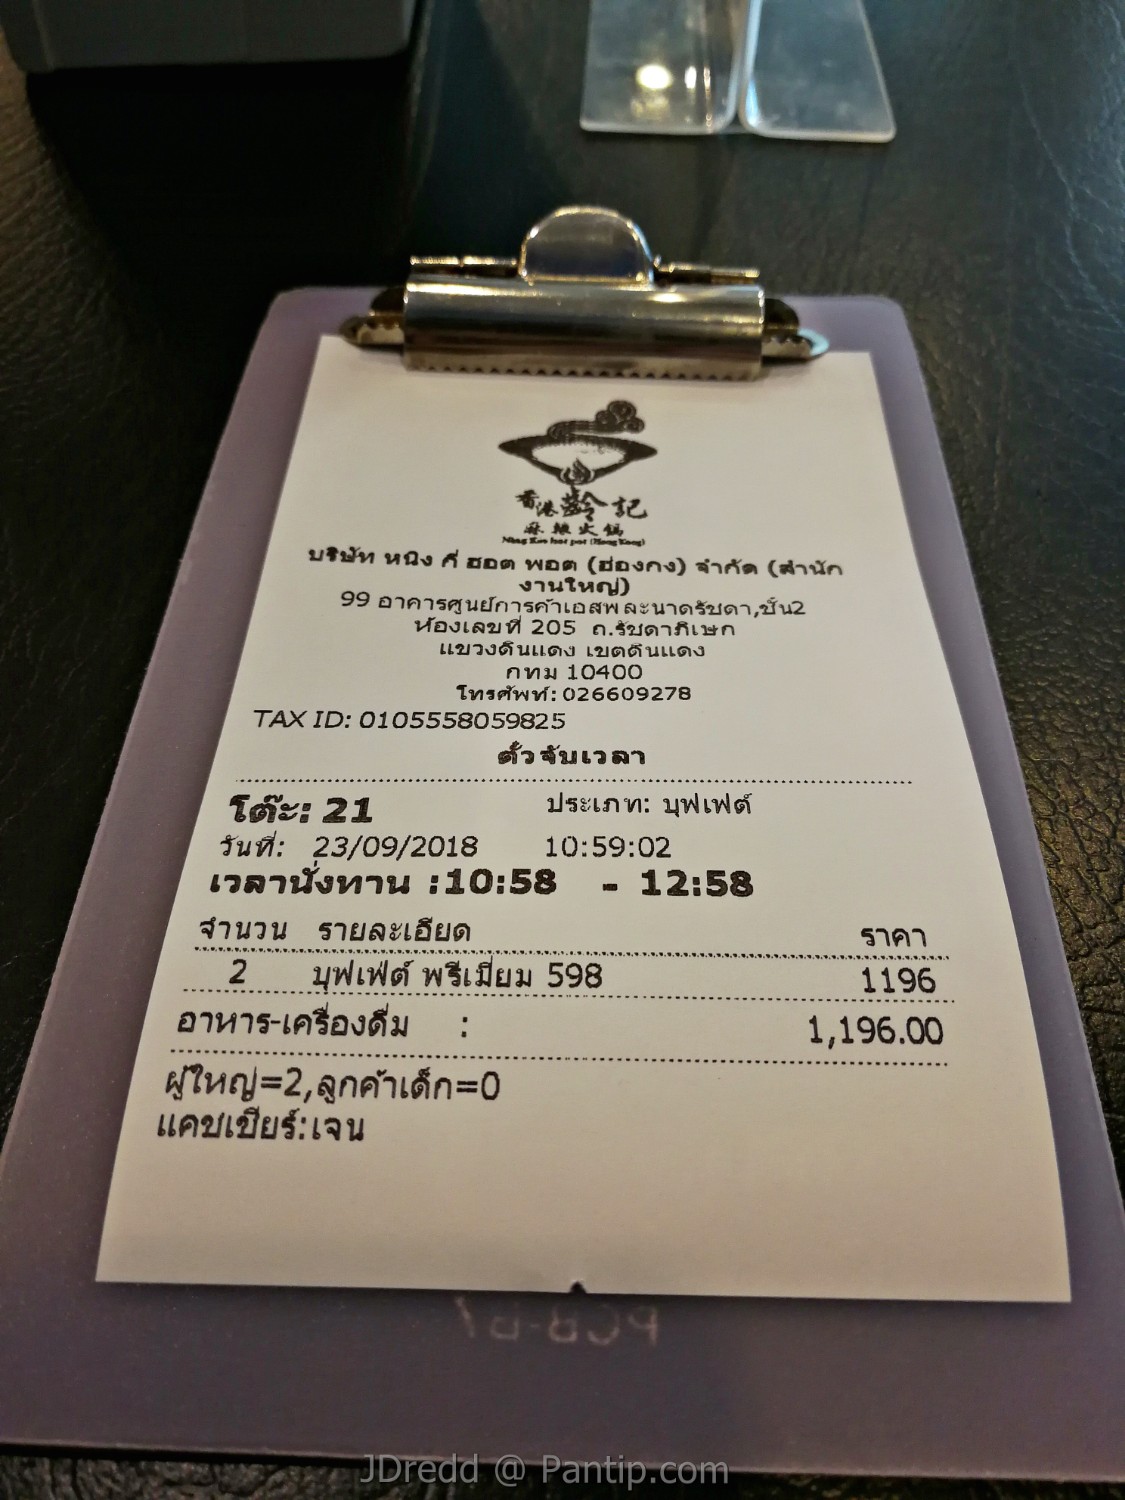 香港龄記
麻辣火锅
Ning Kee hot pot (Hong Kong)
บริษัท หนิง กี่ ฮอต พอต (ฮ่องกง) จำกัด (สำนัก
งานใหญ่)
99 อาคารศูนย์การค้าเอสพละนาดรัชดา,ชั้น2
ห้องเลขที่ 205 ถ.รัชดาภิเษก
แขวงดินแดง เขตดินแดง
กทม 10400
โทรศัพท์: 026609278
TAX ID: 0105558059825
ตั๋วจับเวลา
โต๊ะ: 21 ประเภท: บุฟเฟ่ต์
วันที่: 23/09/2018 10:59:02
เวลานั่งทาน :10:58 - 12:58
จำนวน รายละเอียด ราคา
2 บุฟเฟ่ต์ พรีเมี่ยม 598 1196
อาหาร-เครื่องดื่ม : 1,196.00
ผู้ใหญ่=2,ลูกค้าเด็ก=0
แคชเชียร์:เจน
JDredd @ Pantip.com